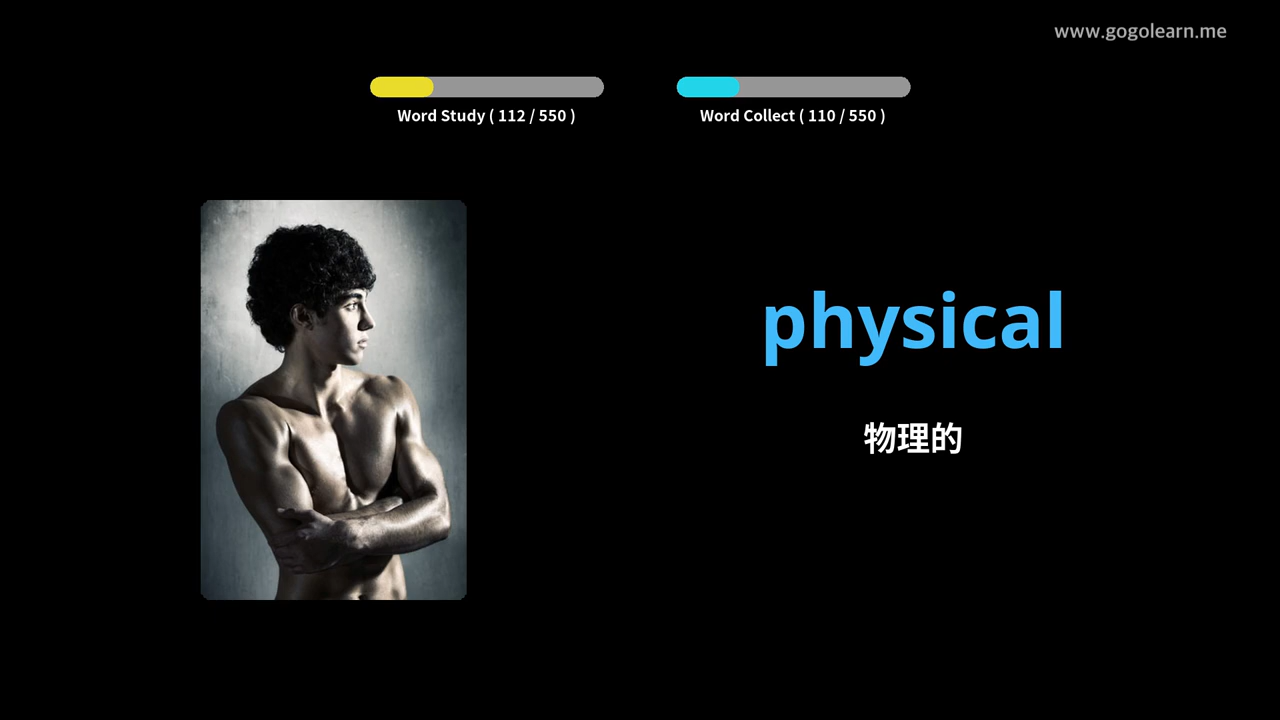 www.gogolearn.me
Word Study ( 112 / 550 )
Word Collect ( 110 / 550 )
physical
物理的